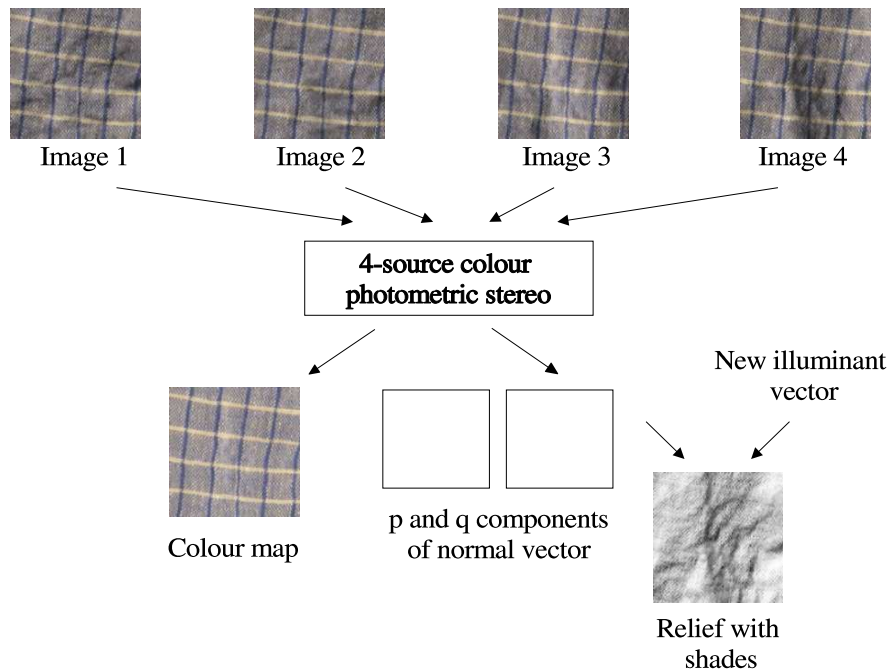 Image 1
Image 2
Image 3
Image 4
4-source colour
photometric stereo
New illuminant
vector
Colour map
p and q components
of normal vector
Relief with
shades